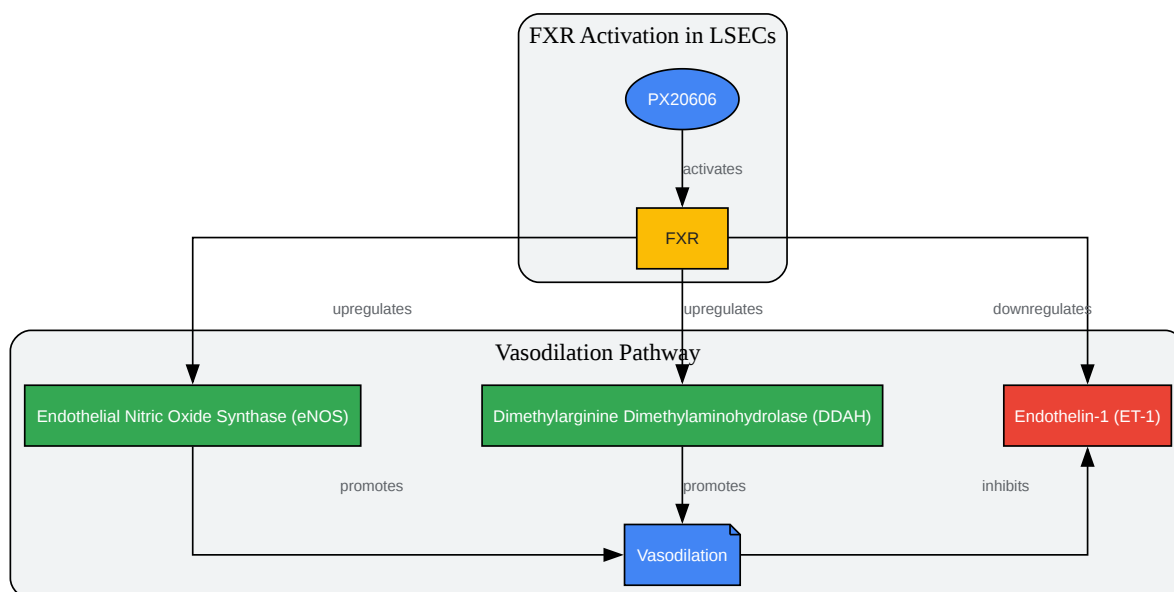 FXR Activation in LSECs
PX20606
activates
FXR
upregulates
upregulates
downregulates
Vasodilation Pathway
Endothelial Nitric Oxide Synthase (eNOS)
Dimethylarginine Dimethylaminohydrolase (DDAH)
Endothelin-1 (ET-1)
promotes
promotes
inhibits
Vasodilation